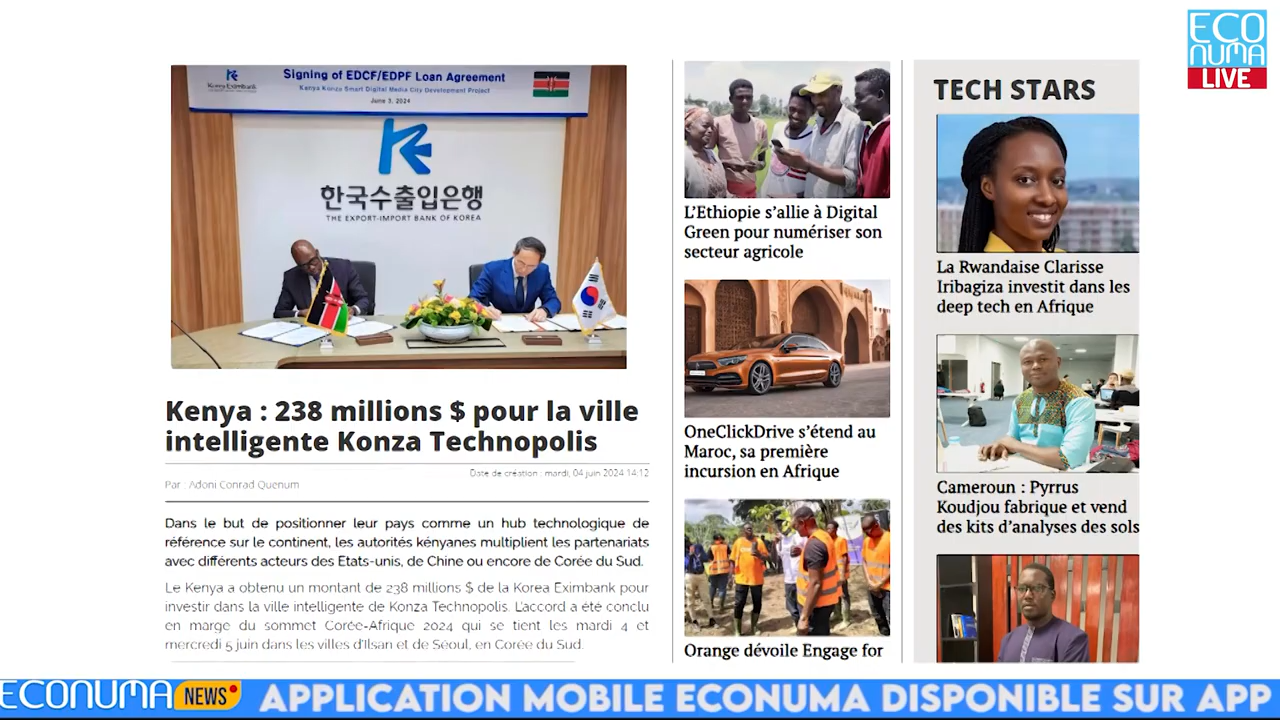 ECO
NUMA
LIVE
Korea Eximbank
Signing of EDCF/EDPF Loan Agreement
Kenya Konza Smart Digital Media City Development Project
June 3, 2024
한국수출입은행
THE EXPORT-IMPORT BANK OF KOREA
Kenya : 238 millions $ pour la ville
intelligente Konza Technopolis
Date de création : mardi, 04 juin 2024 14:12
Par : Adoni Conrad Quenum
Dans le but de positionner leur pays comme un hub technologique de
référence sur le continent, les autorités kényanes multiplient les partenariats
avec différents acteurs des Etats-unis, de Chine ou encore de Corée du Sud.
Le Kenya a obtenu un montant de 238 millions $ de la Korea Eximbank pour
investir dans la ville intelligente de Konza Technopolis. L'accord a été conclu
en marge du sommet Corée-Afrique 2024 qui se tient les mardi 4 et
mercredi 5 juin dans les villes d'Ilsan et de Séoul, en Corée du Sud.
L'Ethiopie s'allie à Digital
Green pour numériser son
secteur agricole
OneClickDrive s'étend au
Maroc, sa première
incursion en Afrique
Orange dévoile Engage for
TECH STARS
La Rwandaise Clarisse
Iribagiza investit dans les
deep tech en Afrique
Cameroun : Pyrrus
Koudjou fabrique et vend
des kits d'analyses des sols
ECONUMA NEWS
APPLICATION MOBILE ECONUMA DISPONIBLE SUR APP